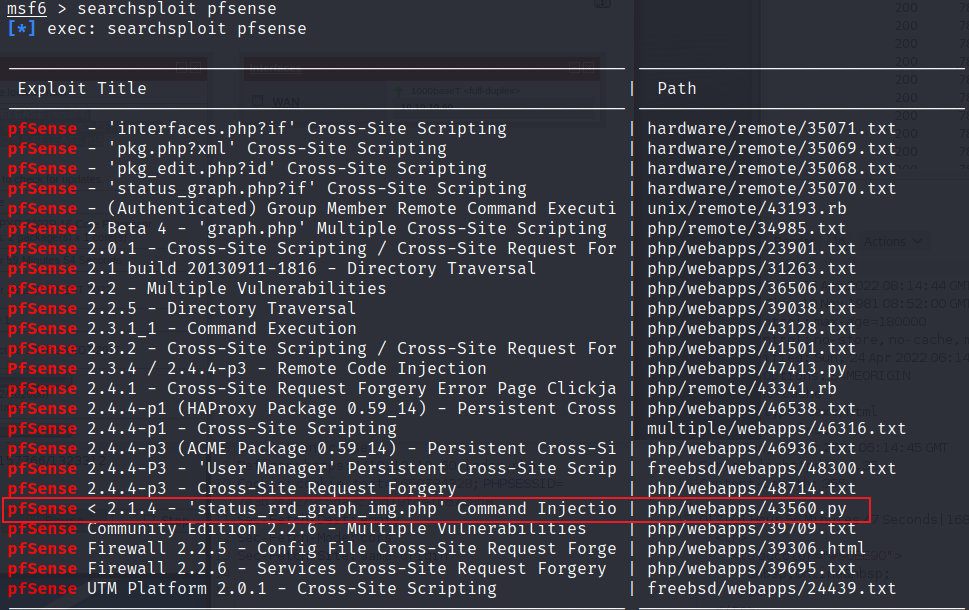 msf6 > searchsploit pfsense
[*] exec: searchsploit pfsense
Exploit Title | Path
pfSense - 'interfaces.php?if' Cross-Site Scripting | hardware/remote/35071.txt
pfSense - 'pkg.php?xml' Cross-Site Scripting | hardware/remote/35069.txt
pfSense - 'pkg_edit.php?id' Cross-Site Scripting | hardware/remote/35068.txt
pfSense - 'status_graph.php?if' Cross-Site Scripting | hardware/remote/35070.txt
pfSense - (Authenticated) Group Member Remote Command Executi | unix/remote/43193.rb
pfSense 2 Beta 4 - 'graph.php' Multiple Cross-Site Scripting | php/remote/34985.txt
pfSense 2.0.1 - Cross-Site Scripting / Cross-Site Request For | php/webapps/23901.txt
pfSense 2.1 build 20130911-1816 - Directory Traversal | php/webapps/31263.txt
pfSense 2.2 - Multiple Vulnerabilities | php/webapps/36506.txt
pfSense 2.2.5 - Directory Traversal | php/webapps/39038.txt
pfSense 2.3.1_1 - Command Execution | php/webapps/43128.txt
pfSense 2.3.2 - Cross-Site Scripting / Cross-Site Request For | php/webapps/41501.txt
pfSense 2.3.4 / 2.4.4-p3 - Remote Code Injection | php/webapps/47413.py
pfSense 2.4.1 - Cross-Site Request Forgery Error Page Clickja | php/remote/43341.rb
pfSense 2.4.4-p1 (HAProxy Package 0.59_14) - Persistent Cross | php/webapps/46538.txt
pfSense 2.4.4-p1 - Cross-Site Scripting | multiple/webapps/46316.txt
pfSense 2.4.4-p3 (ACME Package 0.59_14) - Persistent Cross-Si | php/webapps/46936.txt
pfSense 2.4.4-P3 - 'User Manager' Persistent Cross-Site Scrip | freebsd/webapps/48300.txt
pfSense 2.4.4-p3 - Cross-Site Request Forgery | php/webapps/48714.txt
pfSense < 2.1.4 - 'status_rrd_graph_img.php' Command Injectio | php/webapps/43560.py
pfSense Community Edition 2.2.6 - Multiple Vulnerabilities | php/webapps/39709.txt
pfSense Firewall 2.2.5 - Config File Cross-Site Request Forge | php/webapps/39306.html
pfSense Firewall 2.2.6 - Services Cross-Site Request Forgery | php/webapps/39695.txt
pfSense UTM Platform 2.0.1 - Cross-Site Scripting | freebsd/webapps/24439.txt